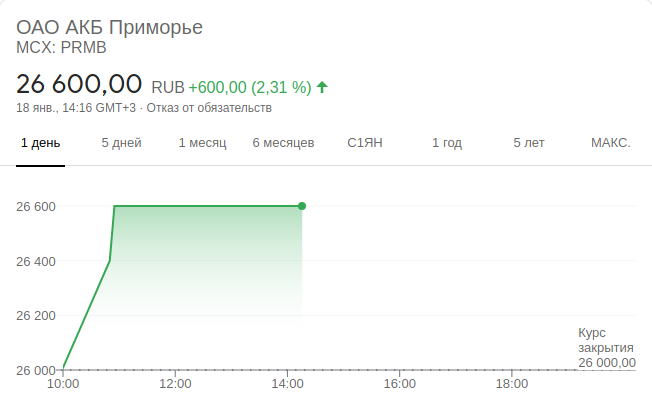 ОАО АКБ Приморье
MCX: PRMB
26 600,00 RUB +600,00 (2,31 %)
18 янв., 14:16 GMT+3 · Отказ от обязательств
1 день 5 дней 1 месяц 6 месяцев С1ЯН 1 год 5 лет МАКС.
26 600
26 400
26 200
Курс
закрытия
26 000,00
26 000
10:00 12:00 14:00 16:00 18:00